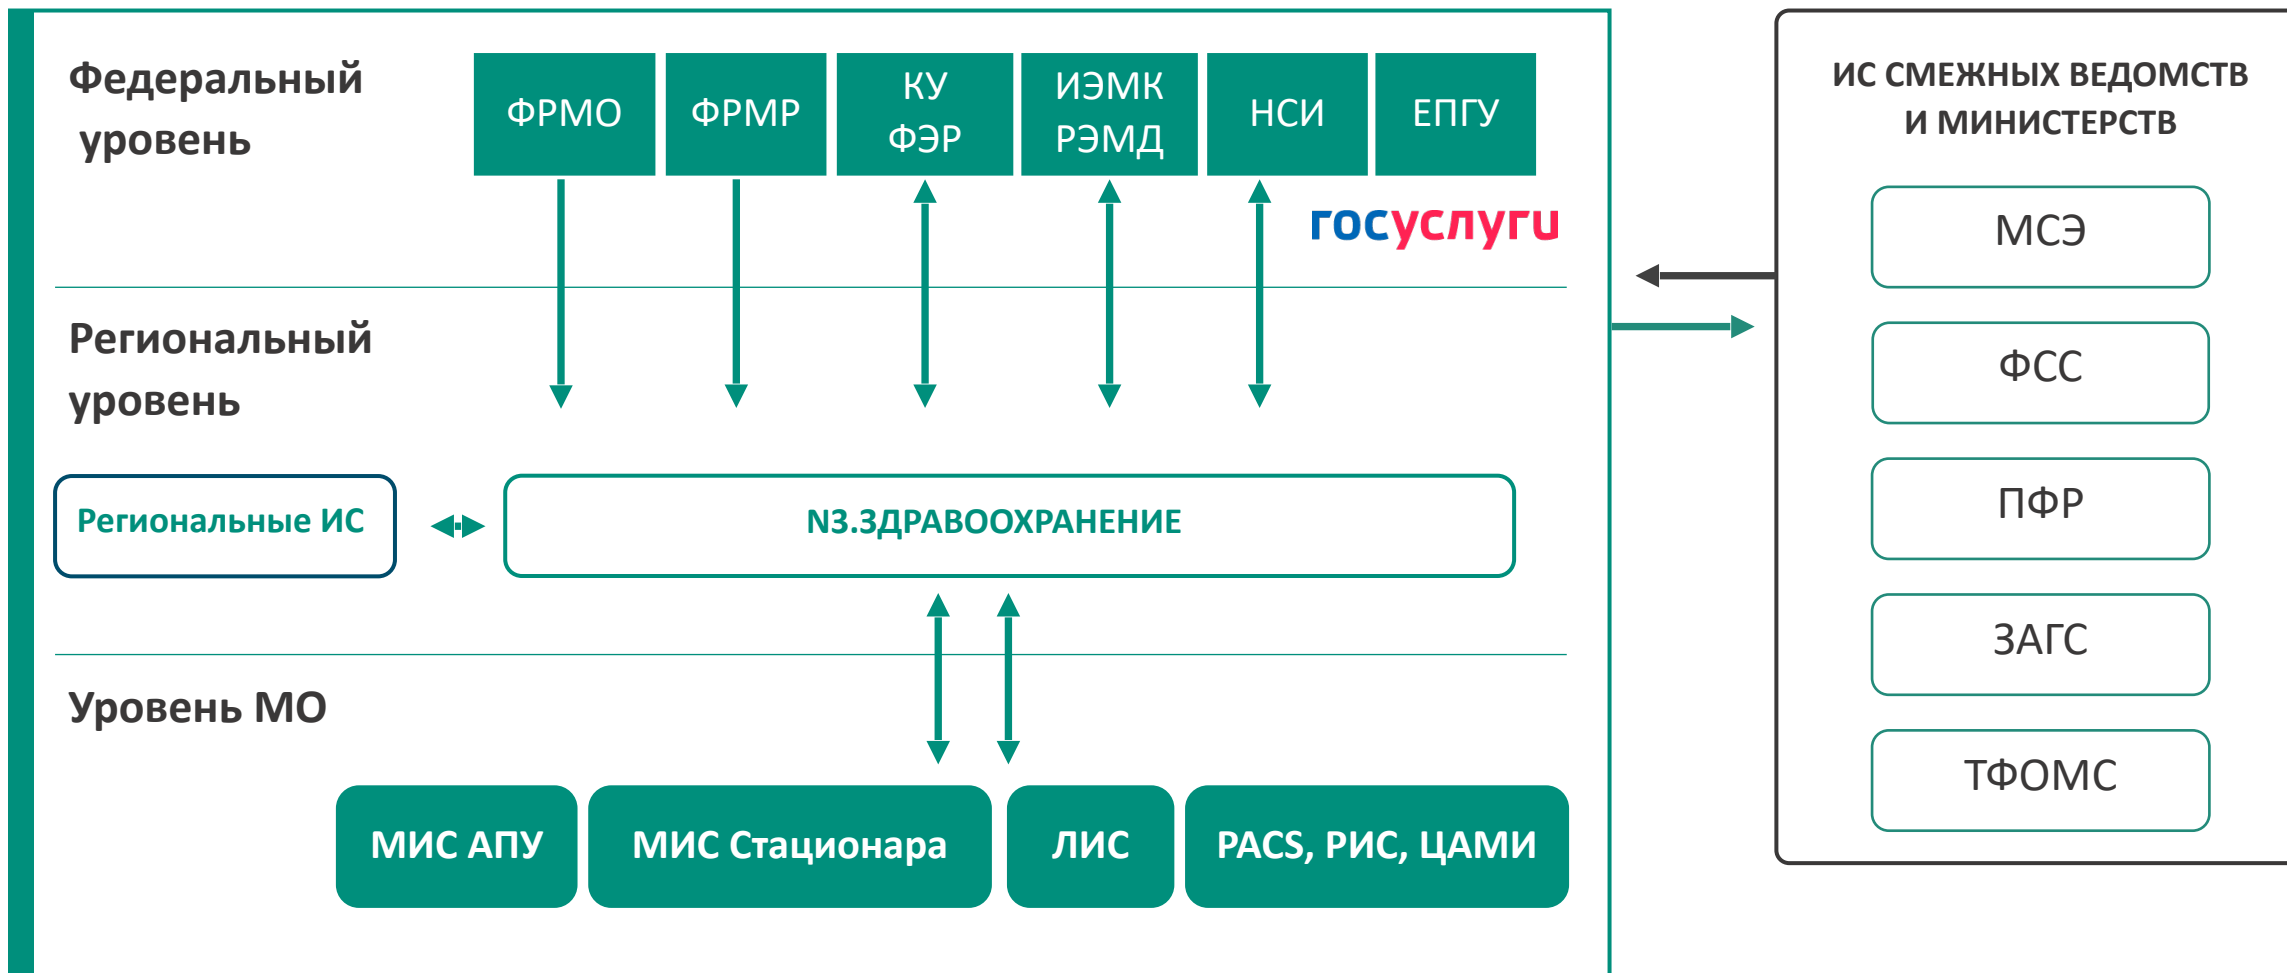 Федеральный
уровень
ФРМО
ФРМР
КУ
ФЭР
ИЭМК
РЭМД
НСИ
ЕПГУ
госуслуги
Региональный
уровень
Региональные ИС
N3.ЗДРАВООХРАНЕНИЕ
Уровень МО
МИС АПУ
МИС Стационара
ЛИС
PACS, РИС, ЦАМИ
ИС СМЕЖНЫХ ВЕДОМСТВ
И МИНИСТЕРСТВ
МСЭ
ФСС
ПФР
ЗАГС
ТФОМС